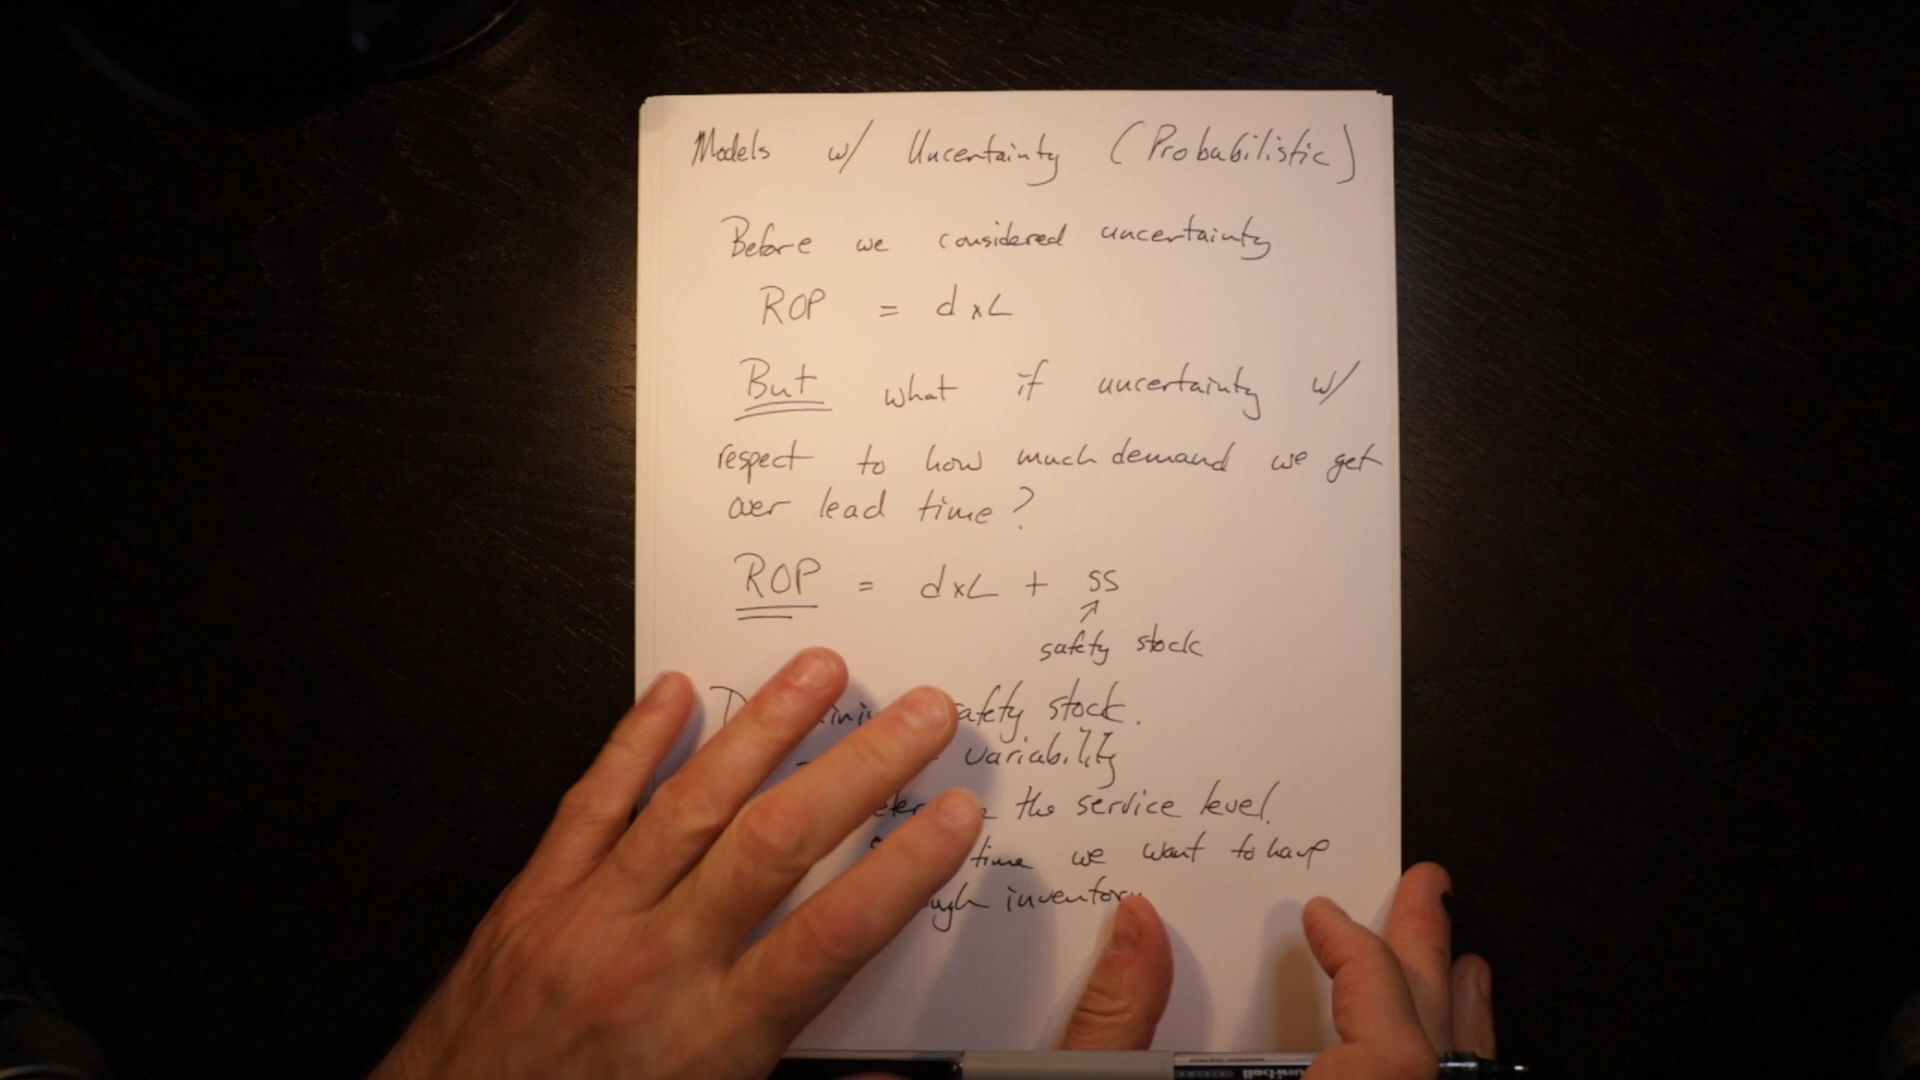 Models w/ Uncertainty (Probabilistic)
Before we considered uncertainty
ROP = d x L
But what if uncertainty w/
respect to how much demand we get
over lead time?
ROP = d x L + ss
↗
safety stock
safety stock.
variability
the service level.
time we want to have
inventory
uniball